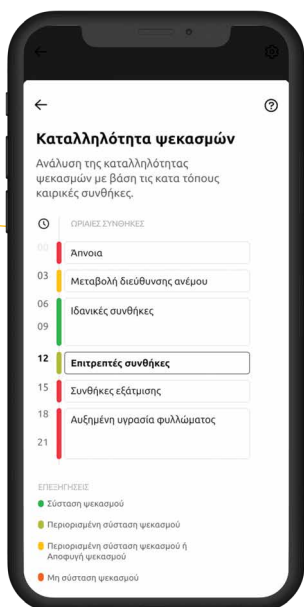 Καταλληλότητα ψεκασμών
Ανάλυση της καταλληλότητας
ψεκασμών με βάση τις κατα τόπους
καιρικές συνθήκες.
ΩΡΙΑΙΕΣ ΣΥΝΘΗΚΕΣ
00 Άπνοια
03 Μεταβολή διεύθυνσης ανέμου
06 Ιδανικές συνθήκες
09
12 Επιτρεπτές συνθήκες
15 Συνθήκες εξάτμισης
18 Αυξημένη υγρασία φυλλώματος
21
ΕΠΕΞΗΓΗΣΕΙΣ
Σύσταση ψεκασμού
Περιορισμένη σύσταση ψεκασμού
Περιορισμένη σύσταση ψεκασμού ή
Αποφυγή ψεκασμού
Μη σύσταση ψεκασμού